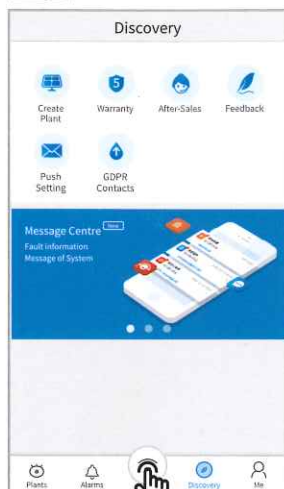 Discovery
Create Plant
5
Warranty
After-Sales
Feedback
Push Setting
GDPR Contacts
Message Centre New
Fault information
Message of System
Plants
Alarms
Discovery
Me